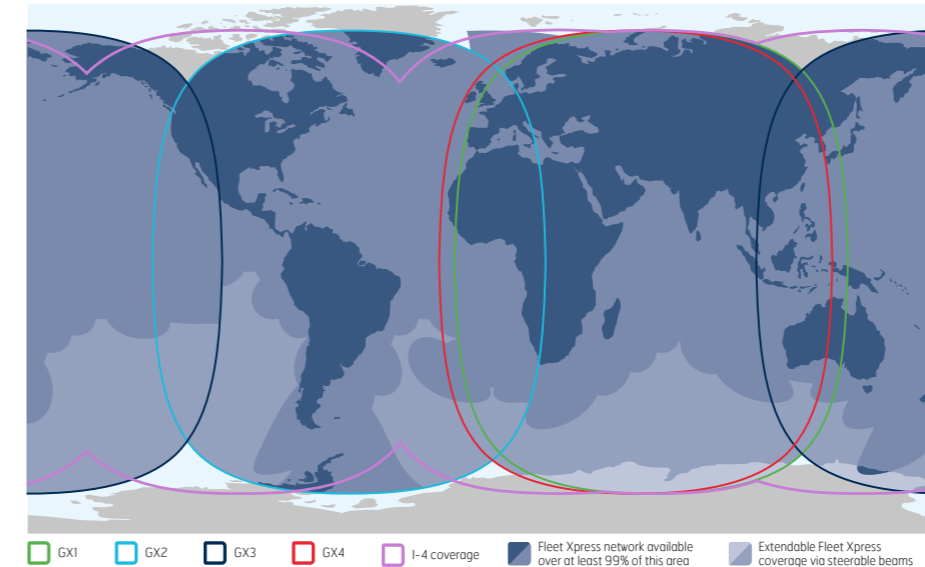 GX1
GX2
GX3
GX4
I-4 coverage
Fleet Xpress network available
over at least 99% of this area
Extendable Fleet Xpress
coverage via steerable beams